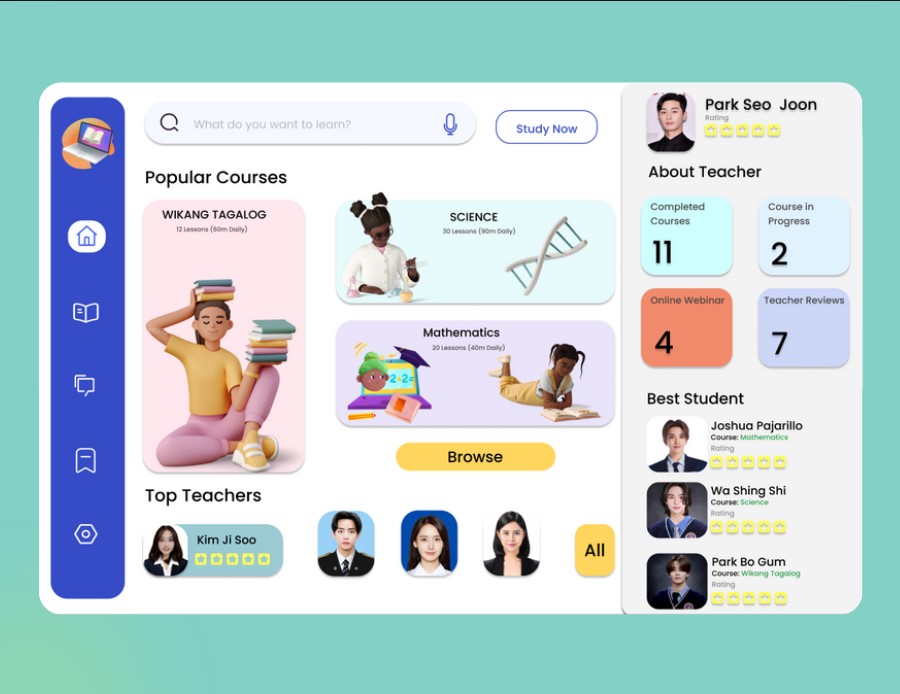 What do you want to learn?
Study Now
Popular Courses
WIKANG TAGALOG
12 Lessons (60m Daily)
SCIENCE
30 Lessons (90m Daily)
Mathematics
20 Lessons (40m Daily)
2-2=
Browse
Top Teachers
Kim Ji Soo
All
Park Seo Joon
Rating
About Teacher
Completed
Courses
11
Course in
Progress
2
Online Webinar
4
Teacher Reviews
7
Best Student
Joshua Pajarillo
Course: Mathematics
Rating
Wa Shing Shi
Course: Science
Rating
Park Bo Gum
Course: Wikang Tagalog
Rating